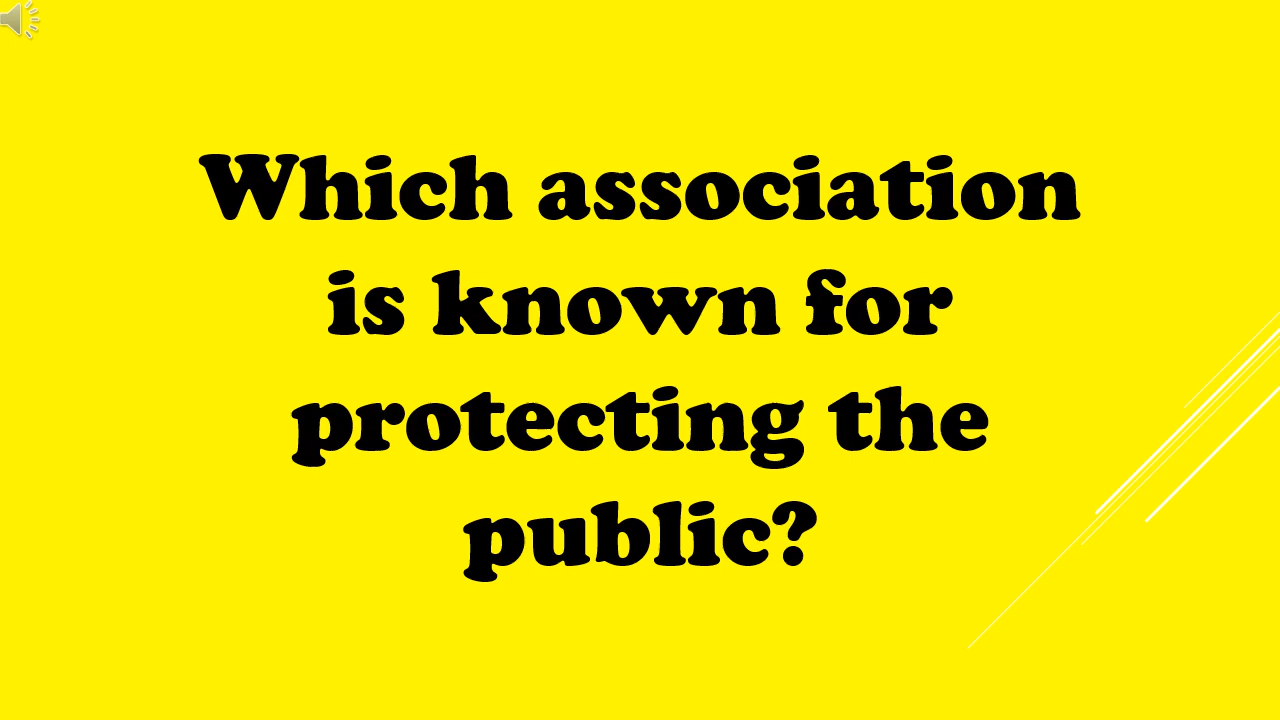 Which association
is known for
protecting the
public?